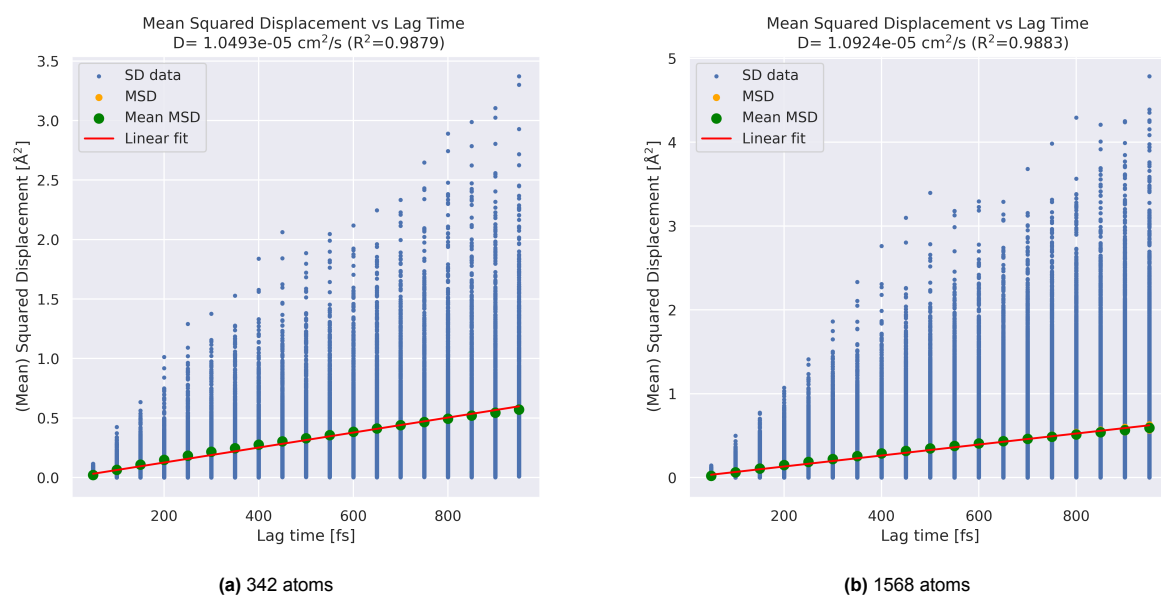 Mean Squared Displacement vs Lag Time
D= 1.0493e-05 cm²/s (R²=0.9879)
(Mean) Squared Displacement [Å²]
3.5
3.0
2.5
2.0
1.5
1.0
0.5
0.0
SD data
MSD
Mean MSD
Linear fit
200 400 600 800
Lag time [fs]
(a) 342 atoms
Mean Squared Displacement vs Lag Time
D= 1.0924e-05 cm²/s (R²=0.9883)
(Mean) Squared Displacement [Å²]
5
4
3
2
1
0
SD data
MSD
Mean MSD
Linear fit
200 400 600 800
Lag time [fs]
(b) 1568 atoms